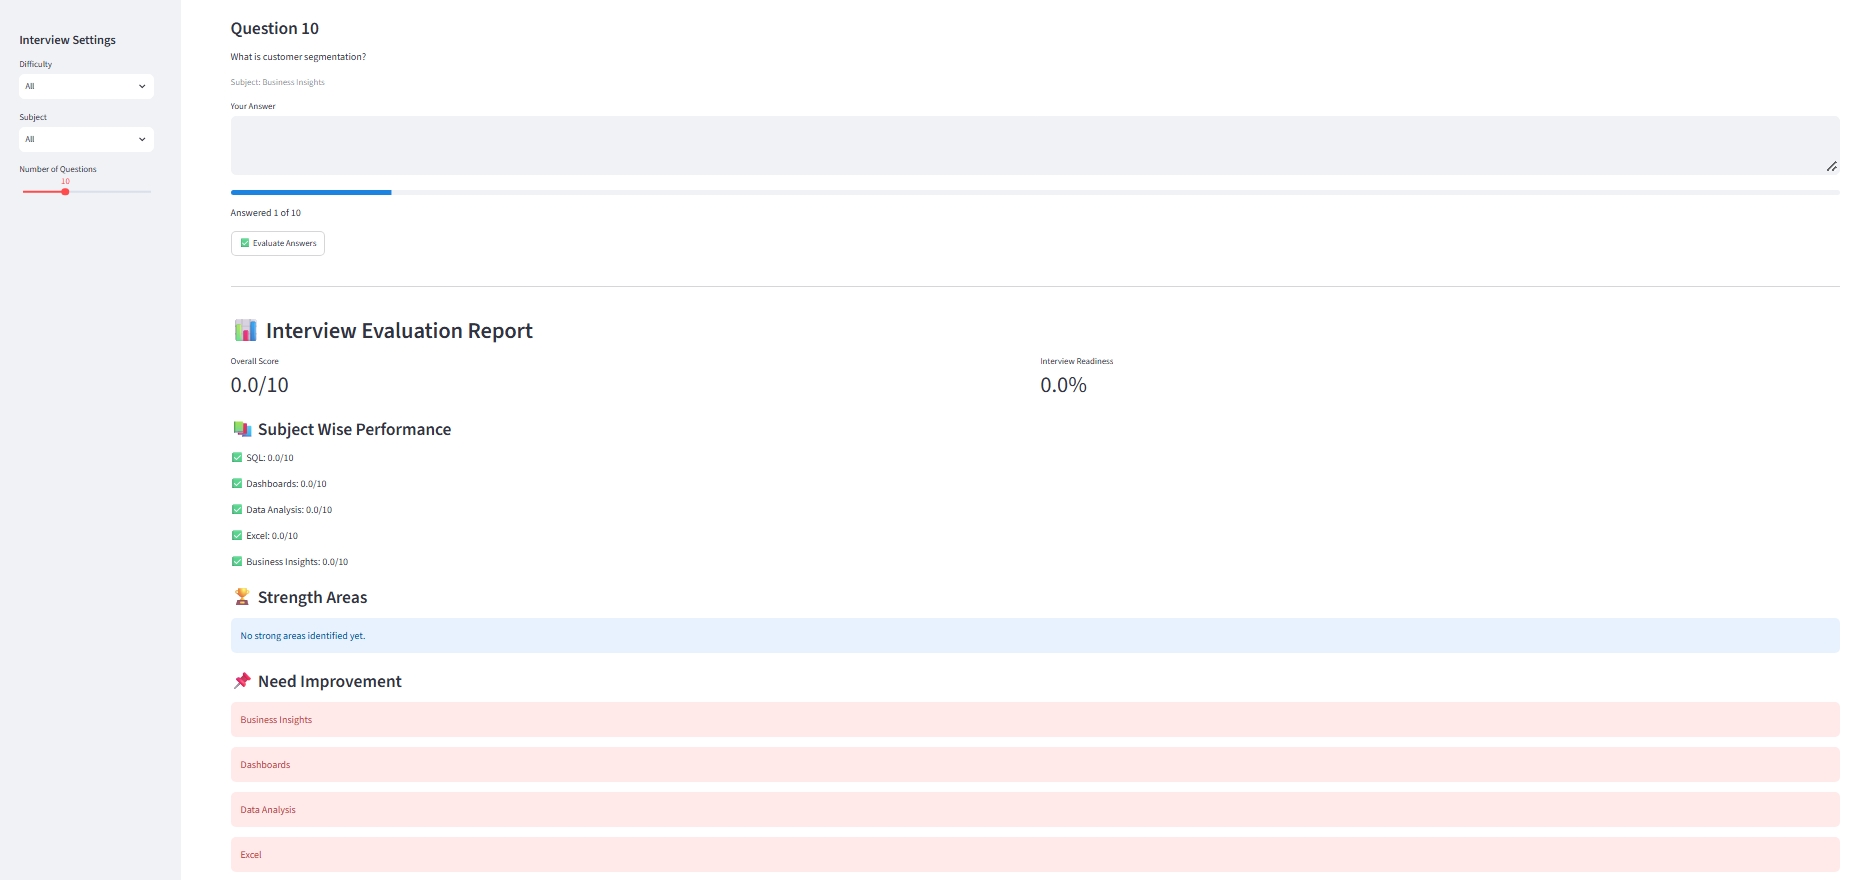 Interview Settings
Difficulty
All
Subject
All
Number of Questions
10
Question 10
What is customer segmentation?
Subject: Business Insights
Your Answer
Answered 1 of 10
Evaluate Answers
Interview Evaluation Report
Overall Score
0.0/10
Interview Readiness
0.0%
Subject Wise Performance
SQL: 0.0/10
Dashboards: 0.0/10
Data Analysis: 0.0/10
Excel: 0.0/10
Business Insights: 0.0/10
Strength Areas
No strong areas identified yet.
Need Improvement
Business Insights
Dashboards
Data Analysis
Excel